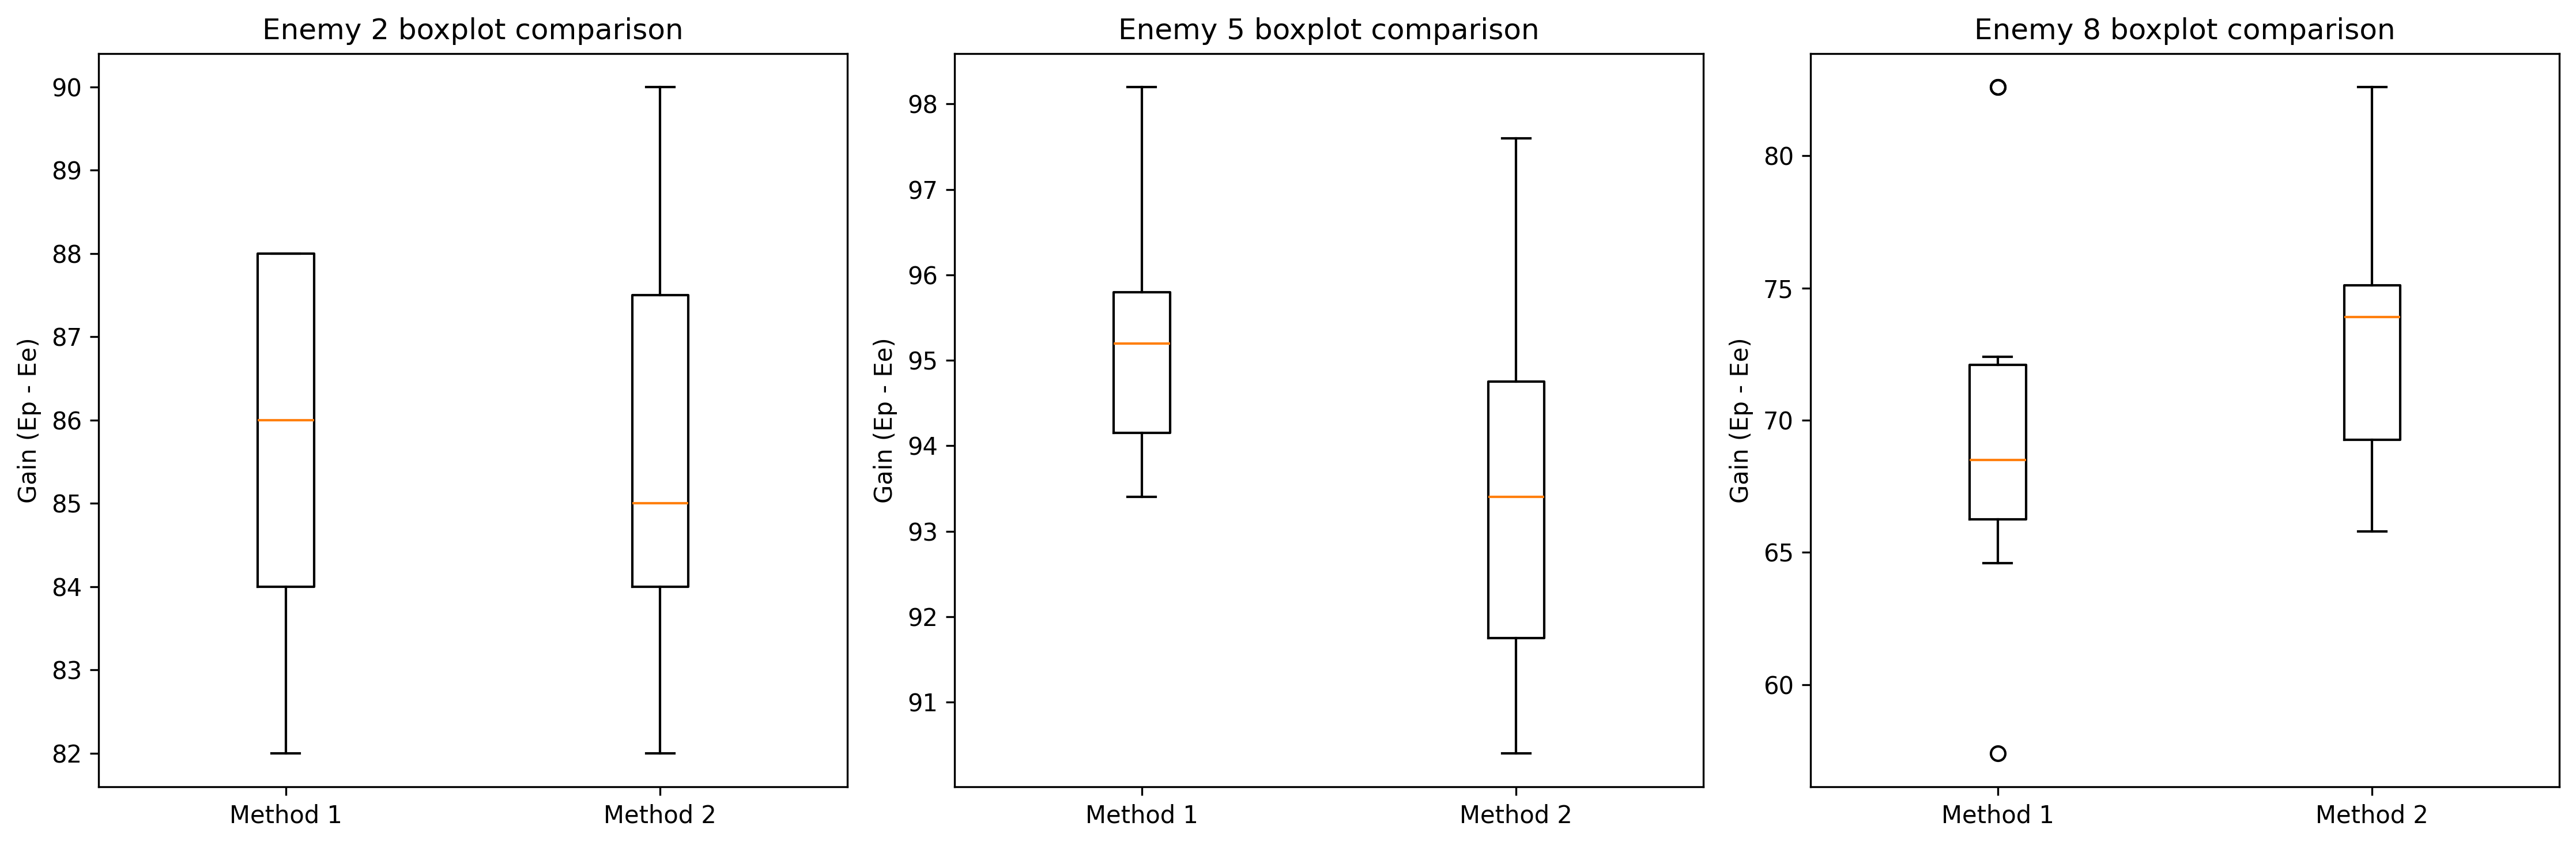 Enemy 2 boxplot comparison
90
89
88
87
86
85
84
83
82
Gain (Ep - Ee)
Method 1
Method 2
Enemy 5 boxplot comparison
98
97
96
95
94
93
92
91
Gain (Ep - Ee)
Method 1
Method 2
Enemy 8 boxplot comparison
80
75
70
65
60
Gain (Ep - Ee)
Method 1
Method 2